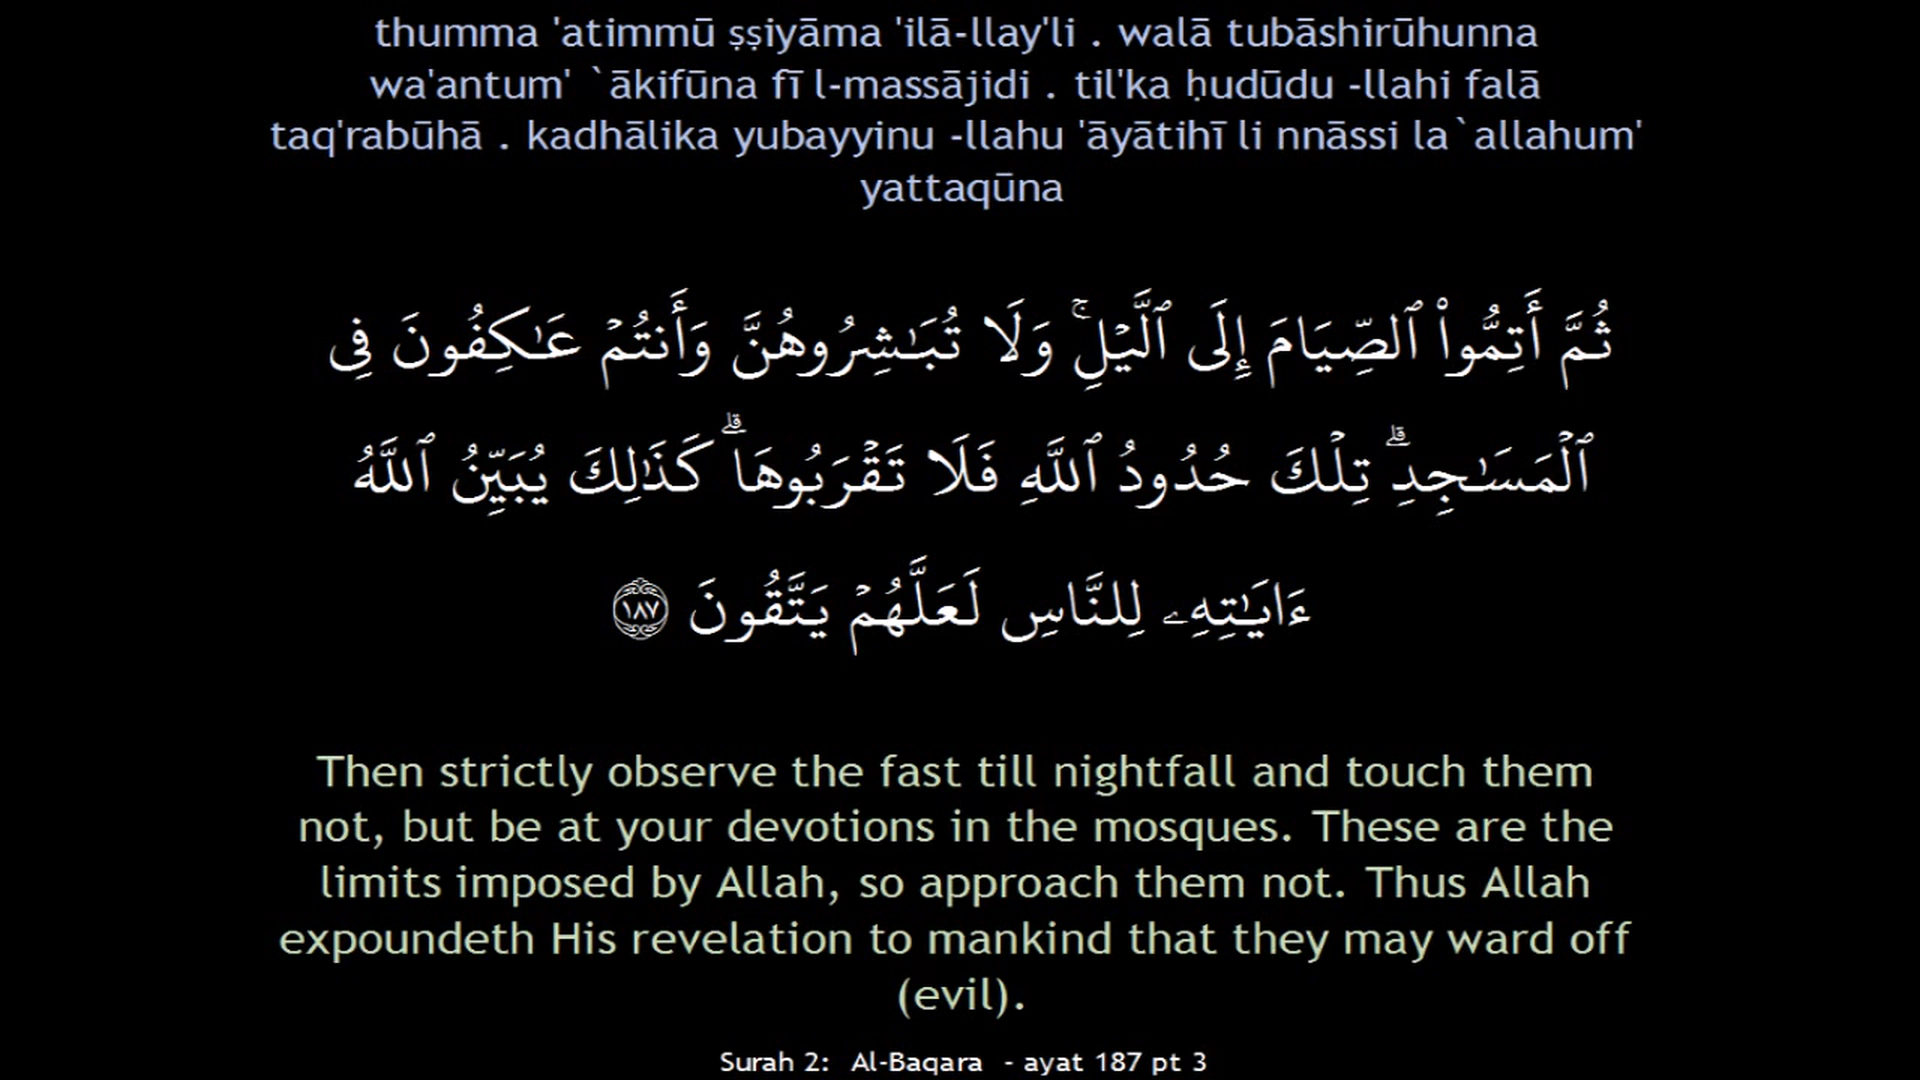 thumma 'atimmū ṣṣiyāma 'ilā-llay'li . walā tubāshirūhunna
wa'antum' `ākifūna fī l-massājidi . til'ka ḥudūdu -llahi falā
taq'rabūhā . kadhālika yubayyinu -llahu 'āyātihī li nnāssi la`allahum'
yattaqūna
ثُمَّ أَتِمُّوا۟ ٱلصِّيَامَ إِلَى ٱلَّيْلِ ۚ وَلَا تُبَـٰشِرُوهُنَّ وَأَنتُمْ عَـٰكِفُونَ فِى
ٱلْمَسَـٰجِدِ ۗ تِلْكَ حُدُودُ ٱللَّهِ فَلَا تَقْرَبُوهَا ۗ كَذَٰلِكَ يُبَيِّنُ ٱللَّهُ
ءَايَـٰتِهِۦ لِلنَّاسِ لَعَلَّهُمْ يَتَّقُونَ ١٨٧
Then strictly observe the fast till nightfall and touch them
not, but be at your devotions in the mosques. These are the
limits imposed by Allah, so approach them not. Thus Allah
expoundeth His revelation to mankind that they may ward off
(evil).
Surah 2: Al-Baqara - ayat 187 pt 3